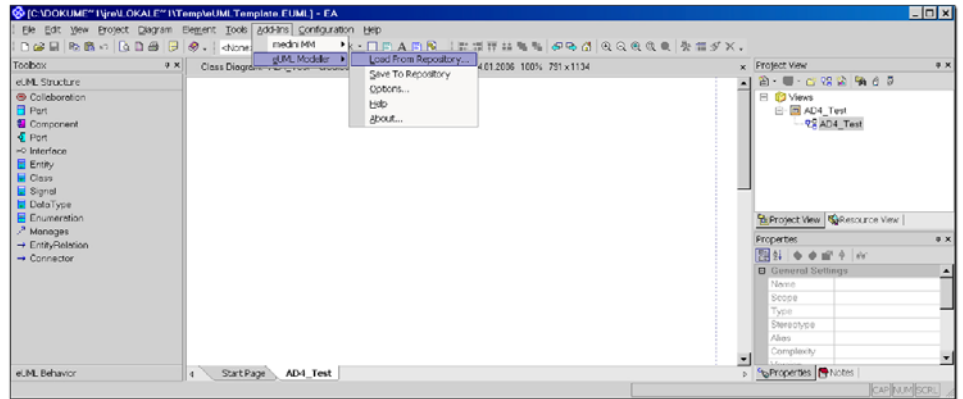 [C:\DOKUME~1\jre\LOKALE~1\Temp\eUMLTemplate.EUML] - EA
File Edit View Project Diagram Element Tools Add-Ins Configuration Help
<None
medini MM
eUML Modeller
Load From Repository...
Save To Repository
Options...
Help
About...
Toolbox
Class Diagram:
4.01.2006 100% 791 x 1134
Project View
eUML Structure
Collaboration
Part
Component
Port
Interface
Entity
Class
Signal
DataType
Enumeration
Manages
EntityRelation
Connector
eUML Behavior
Views
AD4_Test
AD4_Test
Project View Resource View
Properties
General Settings
Name
Scope
Type
Stereotype
Alias
Complexity
Start Page AD4_Test
Properties Notes
CAP NUM SCRL